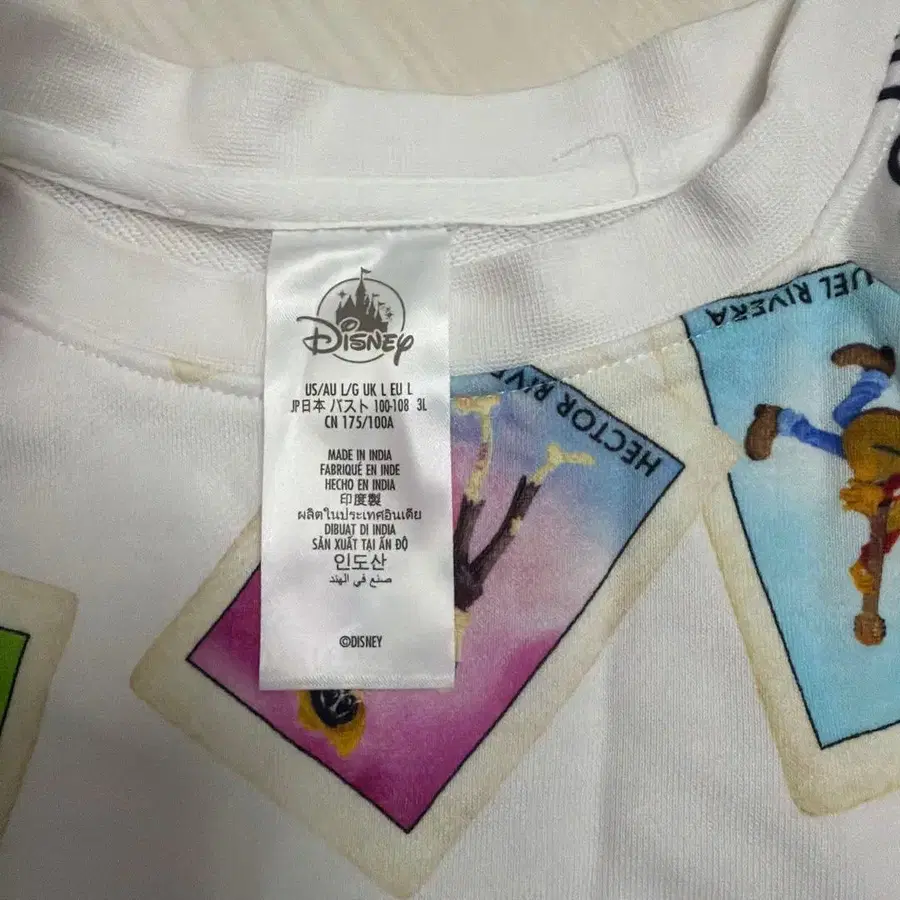 DISNEY
US/AU L/G UK L EU L
JP日本 バスト 100-108 3L
CN 175/100A
MADE IN INDIA
FABRIQUÉ EN INDE
HECHO EN INDIA
印度製
ผลิตในประเทศอินเดีย
DIBUAT DI INDIA
SẢN XUẤT TẠI ẤN ĐỘ
인도산
صنع في الهند
©DISNEY
HECTOR RIV
UEL RIVERA